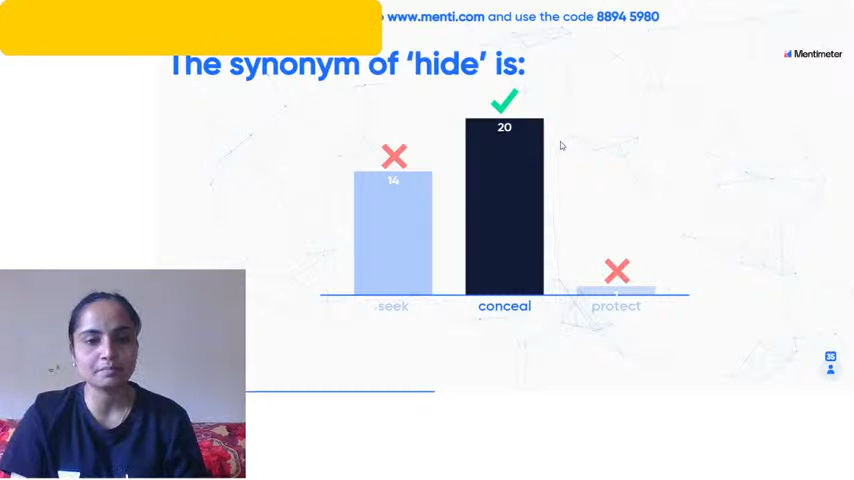 www.menti.com and use the code 8894 5980
Mentimeter
The synonym of ‘hide’ is:
20
14
1
seek
conceal
protect
35